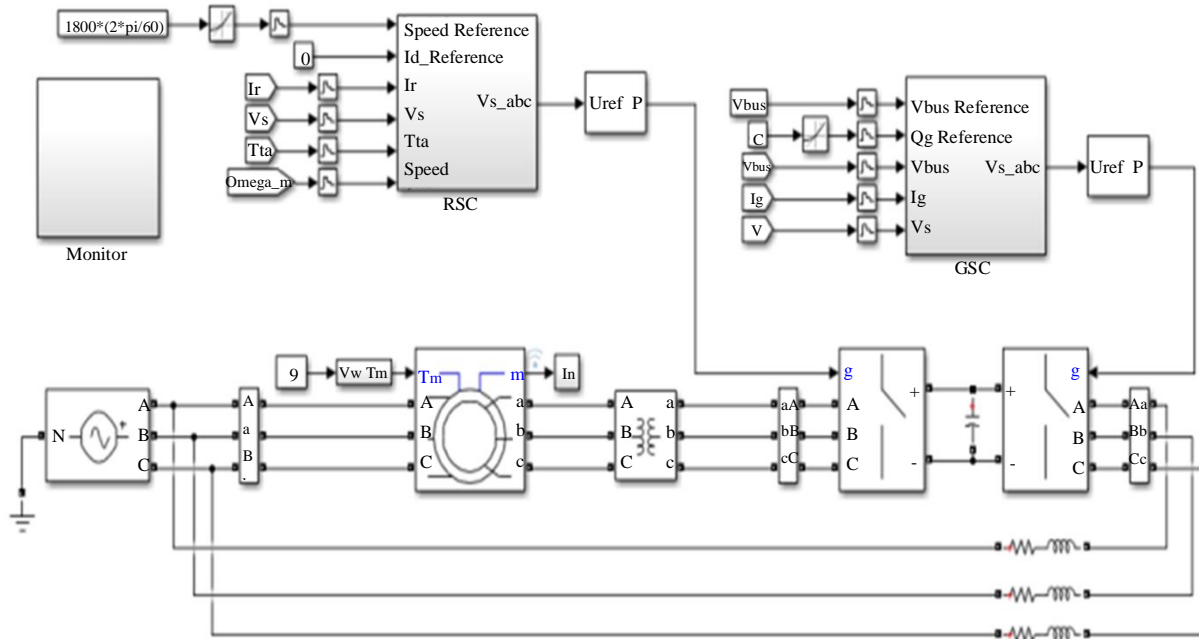 1800*(2*pi/60)
Speed Reference
0
Id_Reference
Ir
Ir
Vs
Vs
Tta
Tta
Omega_m
Speed
Vs_abc
RSC
Uref P
Monitor
Vbus
Vbus Reference
C
Qg Reference
Vbus
Vbus
Ig
Ig
V
Vs
Vs_abc
GSC
Uref P
9
Vw Tm
Tm
m
In
g
g
N
A
B
C
A
a
B
A
B
C
a
b
c
A
B
C
a
b
c
aA
bB
cC
A
B
C
+
-
+
-
A
B
C
Aa
Bb
Cc